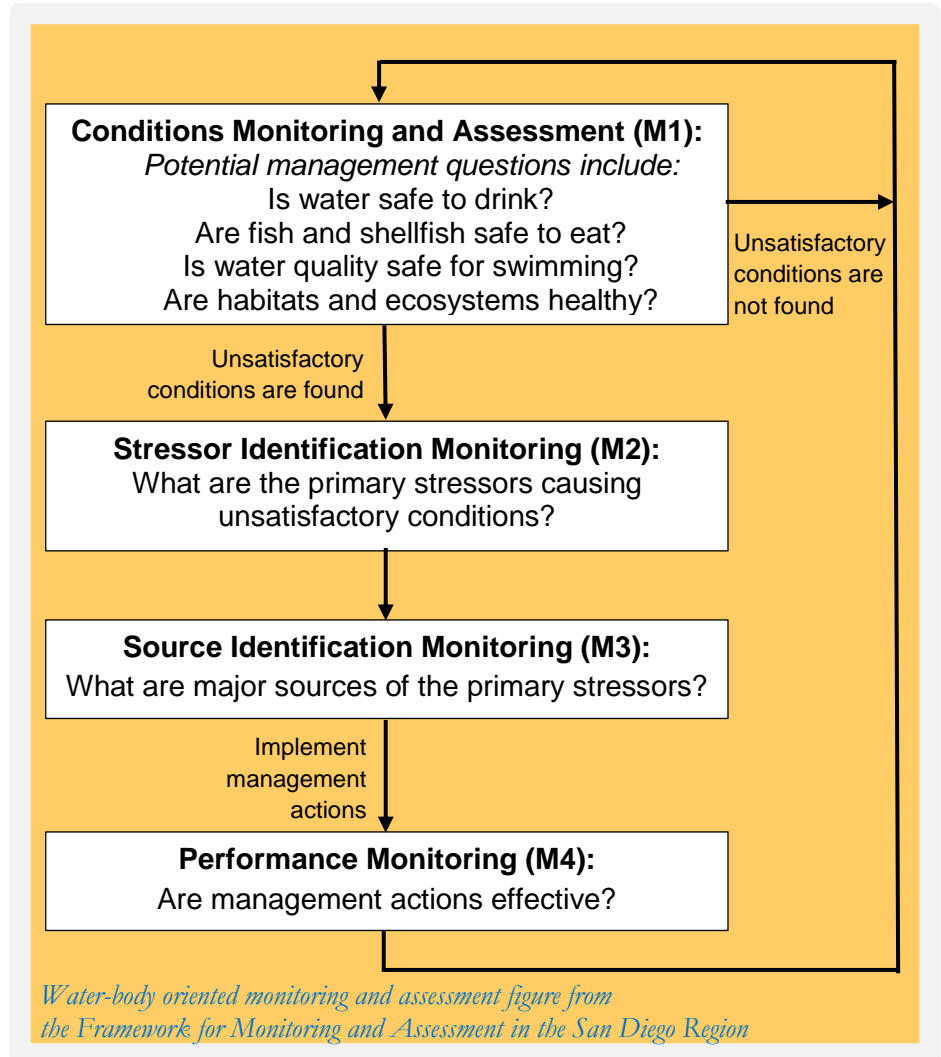 Conditions Monitoring and Assessment (M1):
Potential management questions include:
Is water safe to drink?
Are fish and shellfish safe to eat?
Is water quality safe for swimming?
Are habitats and ecosystems healthy?
Unsatisfactory
conditions are
not found
Unsatisfactory
conditions are found
Stressor Identification Monitoring (M2):
What are the primary stressors causing
unsatisfactory conditions?
Source Identification Monitoring (M3):
What are major sources of the primary stressors?
Implement
management
actions
Performance Monitoring (M4):
Are management actions effective?
Water-body oriented monitoring and assessment figure from
the Framework for Monitoring and Assessment in the San Diego Region